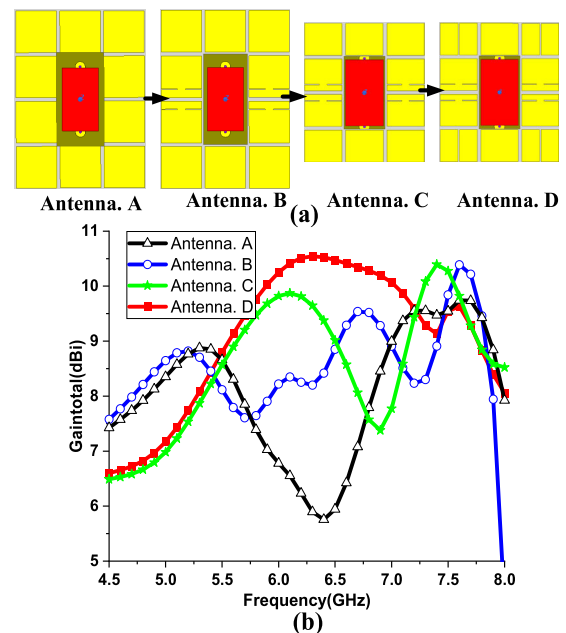 Antenna. A Antenna. B Antenna. C Antenna. D
(a)
11
10
9
8
7
6
5
Gaintotal(dBi)
Antenna. A
Antenna. B
Antenna. C
Antenna. D
4.5 5.0 5.5 6.0 6.5 7.0 7.5 8.0
Frequency(GHz)
(b)